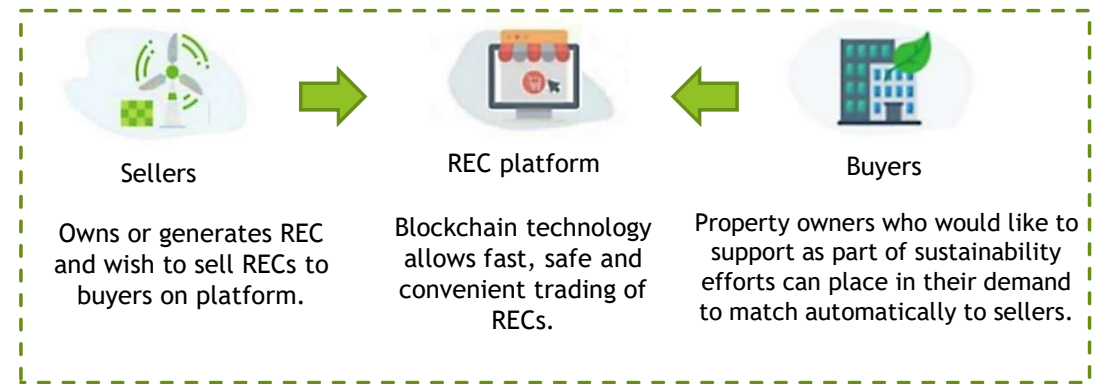 Sellers
Owns or generates REC
and wish to sell RECs to
buyers on platform.
REC platform
Blockchain technology
allows fast, safe and
convenient trading of
RECs.
Buyers
Property owners who would like to
support as part of sustainability
efforts can place in their demand
to match automatically to sellers.